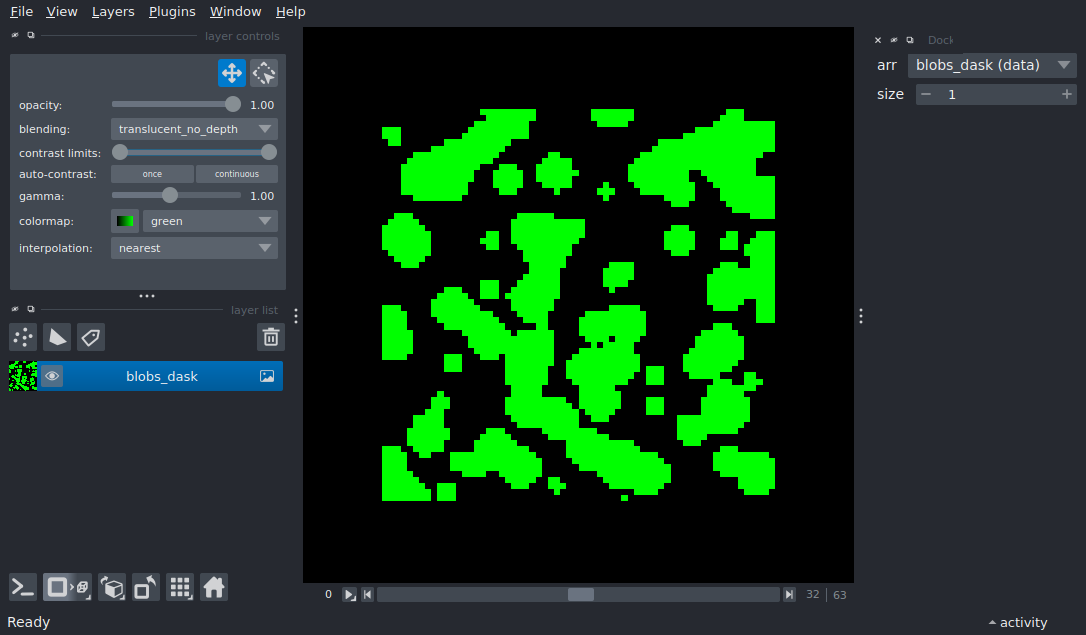 File View Layers Plugins Window Help
layer controls
opacity: 1.00
blending: translucent_no_depth
contrast limits:
auto-contrast: once continuous
gamma: 1.00
colormap: green
interpolation: nearest
layer list
blobs_dask
Dock
arr blobs_dask (data)
size 1
0 32 63
Ready
activity